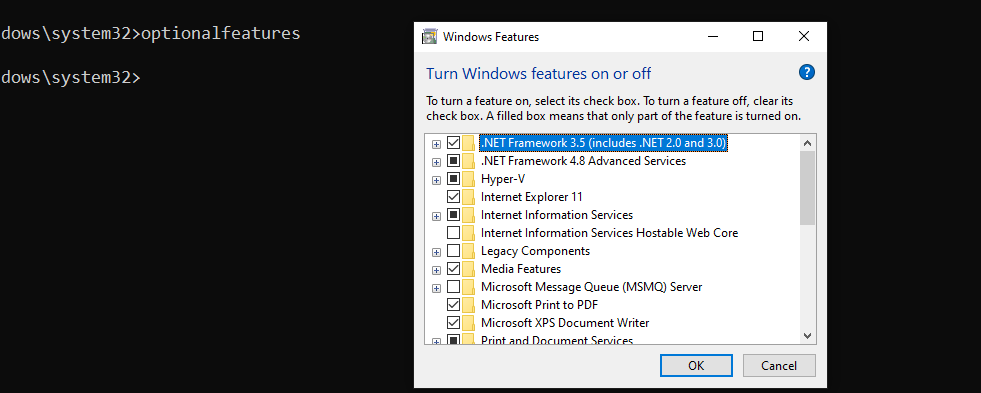 dows\system32>optionalfeatures
dows\system32>
Windows Features
Turn Windows features on or off
To turn a feature on, select its check box. To turn a feature off, clear its
check box. A filled box means that only part of the feature is turned on.
.NET Framework 3.5 (includes .NET 2.0 and 3.0)
.NET Framework 4.8 Advanced Services
Hyper-V
Internet Explorer 11
Internet Information Services
Internet Information Services Hostable Web Core
Legacy Components
Media Features
Microsoft Message Queue (MSMQ) Server
Microsoft Print to PDF
Microsoft XPS Document Writer
Print and Document Services
OK
Cancel